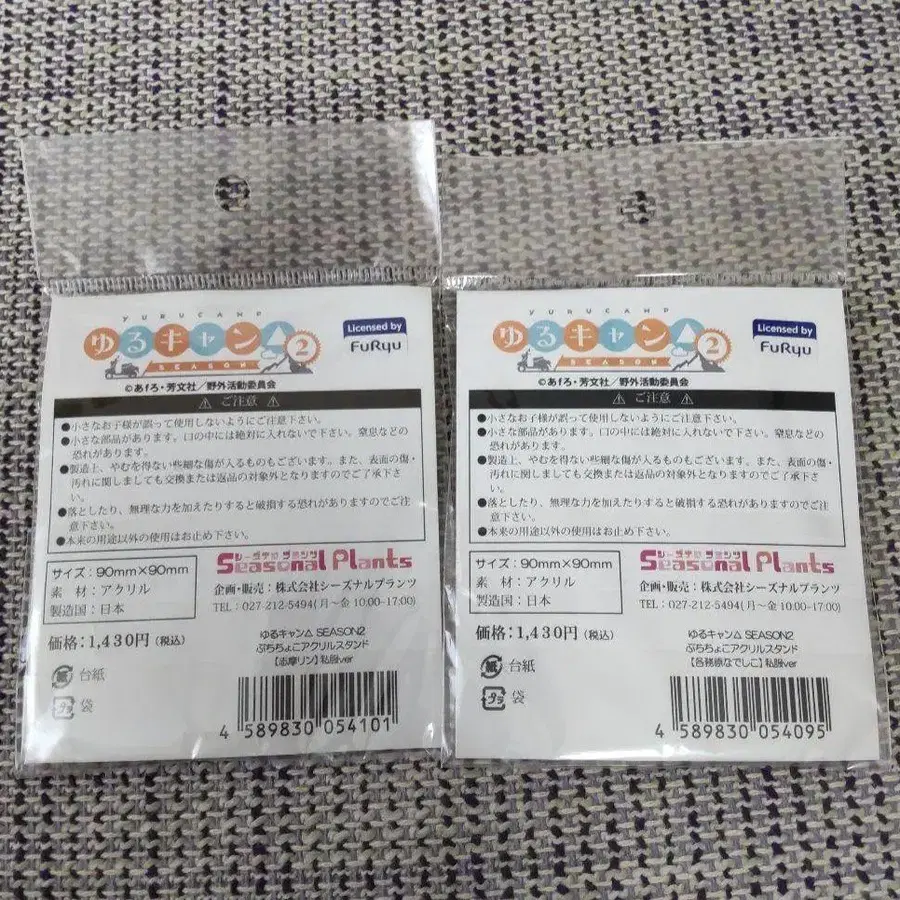 YURUCAMP
ゆるキャン△2
SEASON
Licensed by
FuRyu
©あfろ・芳文社／野外活動委員会
⚠ ご注意 ⚠
●小さなお子様が誤って使用しないようにご注意下さい。
●小さな部品があります。口の中には絶対に入れないで下さい。窒息などの
恐れがあります。
●製造上、やむを得ない些細な傷が入るものもございます。また、表面の傷・
汚れに関しましても交換または返品の対象外となりますのでご了承下さ
い。
●落としたり、無理な力を加えたりすると破損する恐れがありますのでご注
意下さい。
●本来の用途以外の使用はお止め下さい。
サイズ：90mm×90mm
素　材：アクリル
製造国：日本
シーズナル プランツ
Seasonal Plants
企画・販売：株式会社シーズナルプランツ
TEL：027-212-5494(月～金 10:00-17:00)
価格：1,430円（税込）
ゆるキャン△ SEASON2
ぷちちょこアクリルスタンド
【志摩リン】私服ver
紙 台紙
プラ 袋
4 589830 054101
YURUCAMP
ゆるキャン△2
SEASON
Licensed by
FuRyu
©あfろ・芳文社／野外活動委員会
⚠ ご注意 ⚠
●小さなお子様が誤って使用しないようにご注意下さい。
●小さな部品があります。口の中には絶対に入れないで下さい。窒息などの
恐れがあります。
●製造上、やむを得ない些細な傷が入るものもございます。また、表面の傷・
汚れに関しましても交換または返品の対象外となりますのでご了承下さ
い。
●落としたり、無理な力を加えたりすると破損する恐れがありますのでご注
意下さい。
●本来の用途以外の使用はお止め下さい。
サイズ：90mm×90mm
素　材：アクリル
製造国：日本
シーズナル プランツ
Seasonal Plants
企画・販売：株式会社シーズナルプランツ
TEL：027-212-5494(月～金 10:00-17:00)
価格：1,430円（税込）
ゆるキャン△ SEASON2
ぷちちょこアクリルスタンド
【各務原なでしこ】私服ver
紙 台紙
プラ 袋
4 589830 054095